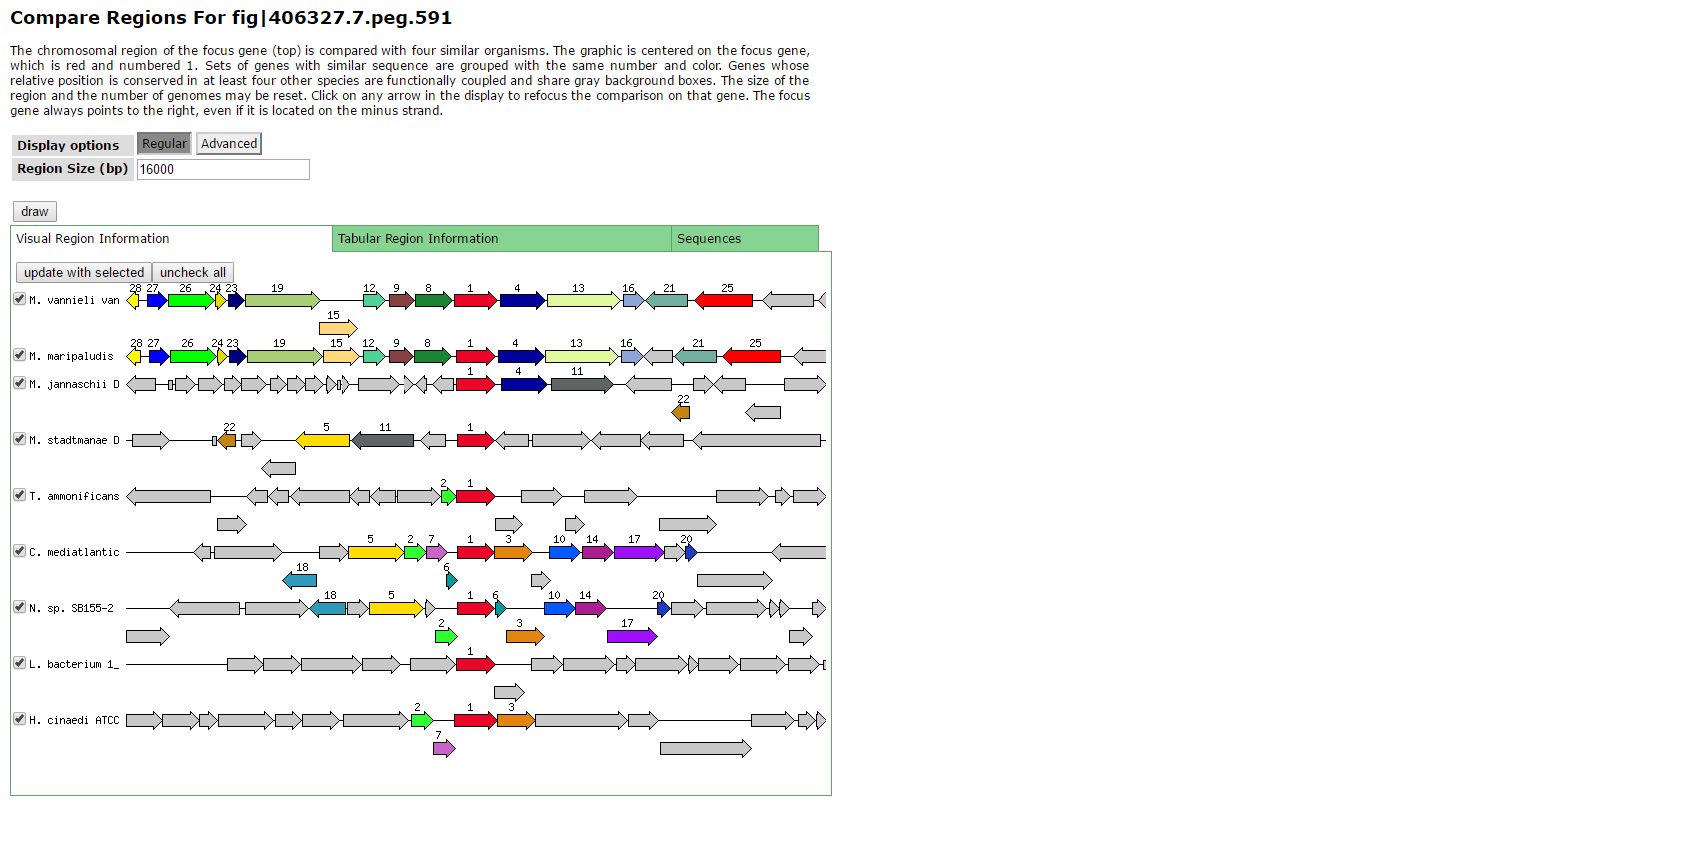 Compare Regions For fig|406327.7.peg.591
The chromosomal region of the focus gene (top) is compared with four similar organisms. The graphic is centered on the focus gene,
which is red and numbered 1. Sets of genes with similar sequence are grouped with the same number and color. Genes whose
relative position is conserved in at least four other species are functionally coupled and share gray background boxes. The size of the
region and the number of genomes may be reset. Click on any arrow in the display to refocus the comparison on that gene. The focus
gene always points to the right, even if it is located on the minus strand.
Display options Regular Advanced
Region Size (bp) 16000
draw
Visual Region Information Tabular Region Information Sequences
update with selected uncheck all
28 27 26 24 23 19 12 9 8 1 4 13 16 21 25
M. vannieli van
15
28 27 26 24 23 19 15 12 9 8 1 4 13 16 21 25
M. maripaludis
1 4 11
M. jannaschii D
22
22 5 11 1
M. stadtmanae D
2 1
T. ammonificans
5 2 7 1 3 10 14 17 20
C. mediatlantic
18 6
18 5 1 6 10 14 20
N. sp. SB155-2
2 3 17
1
L. bacterium 1_
2 1 3
H. cinaedi ATCC
7